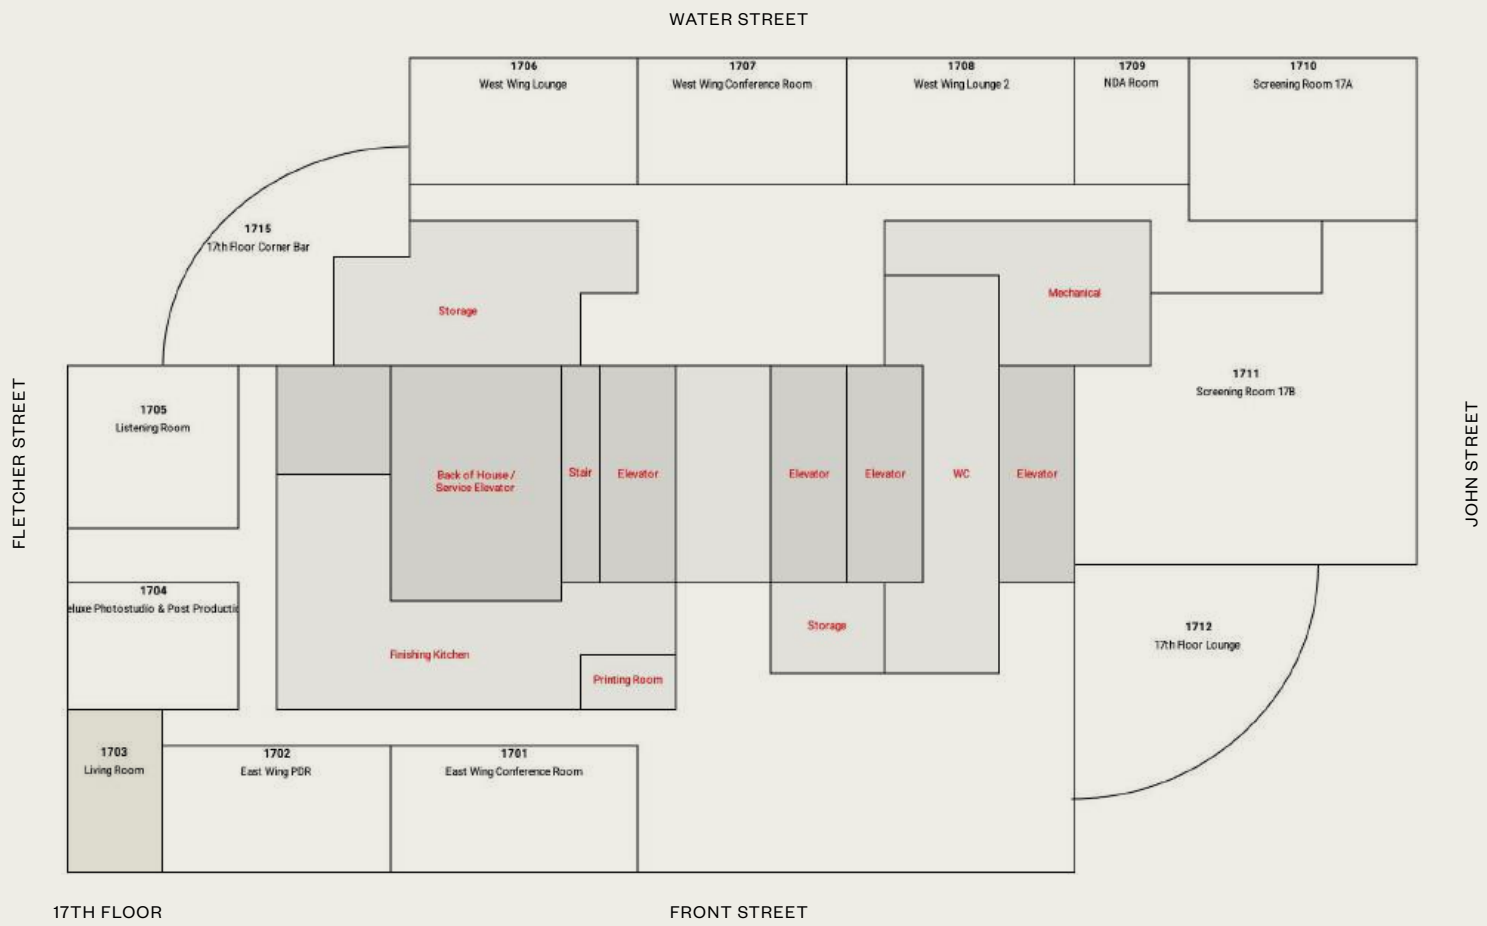 WATER STREET
1706
West Wing Lounge
1707
West Wing Conference Room
1708
West Wing Lounge 2
1709
NDA Room
1710
Screening Room 17A
1715
17th Floor Corner Bar
Storage
Mechanical
1711
Screening Room 17B
1705
Listening Room
Back of House /
Service Elevator
Stair
Elevator
Elevator
Elevator
WC
Elevator
FLETCHER STREET
JOHN STREET
1704
eluxe Photostudio & Post Productio
Storage
1712
17th Floor Lounge
Finishing Kitchen
Printing Room
1703
Living Room
1702
East Wing PDR
1701
East Wing Conference Room
17TH FLOOR
FRONT STREET